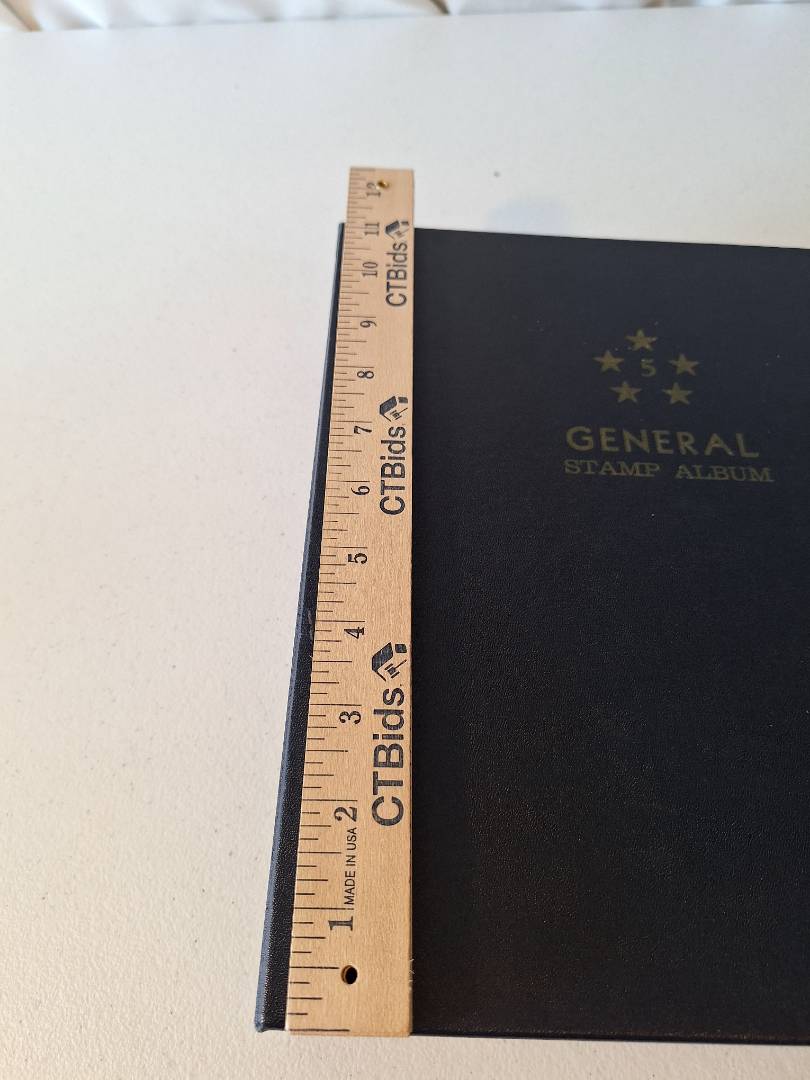 5
GENERAL
STAMP ALBUM
12
11
10
9
8
7
6
5
4
3
2
1
CTBids.
CTBids.
CTBids.
MADE IN USA